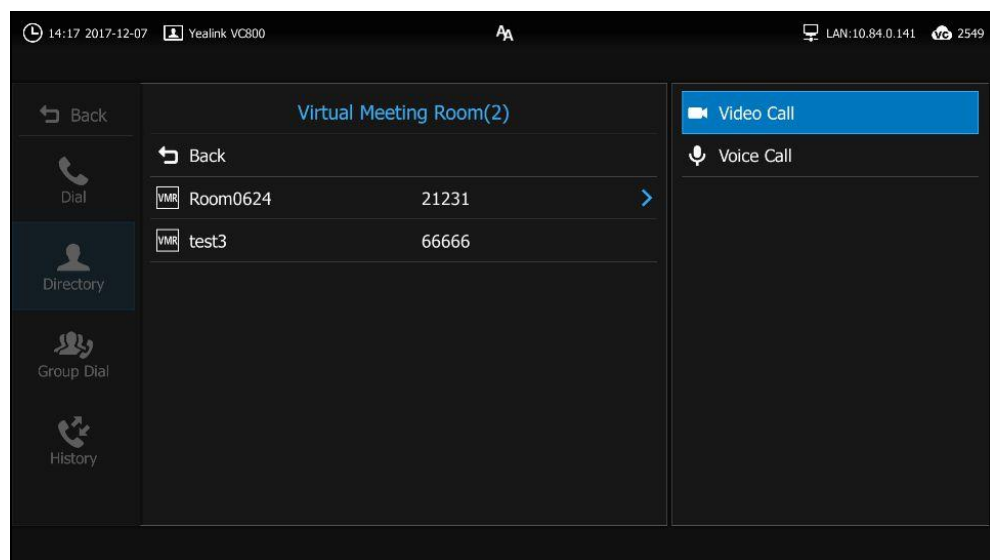 14:17 2017-12-07 Yealink VC800 AA LAN:10.84.0.141 VC 2549
Back
Dial
Directory
Group Dial
History
Virtual Meeting Room(2)
Back
VMR Room0624 21231
VMR test3 66666
Video Call
Voice Call